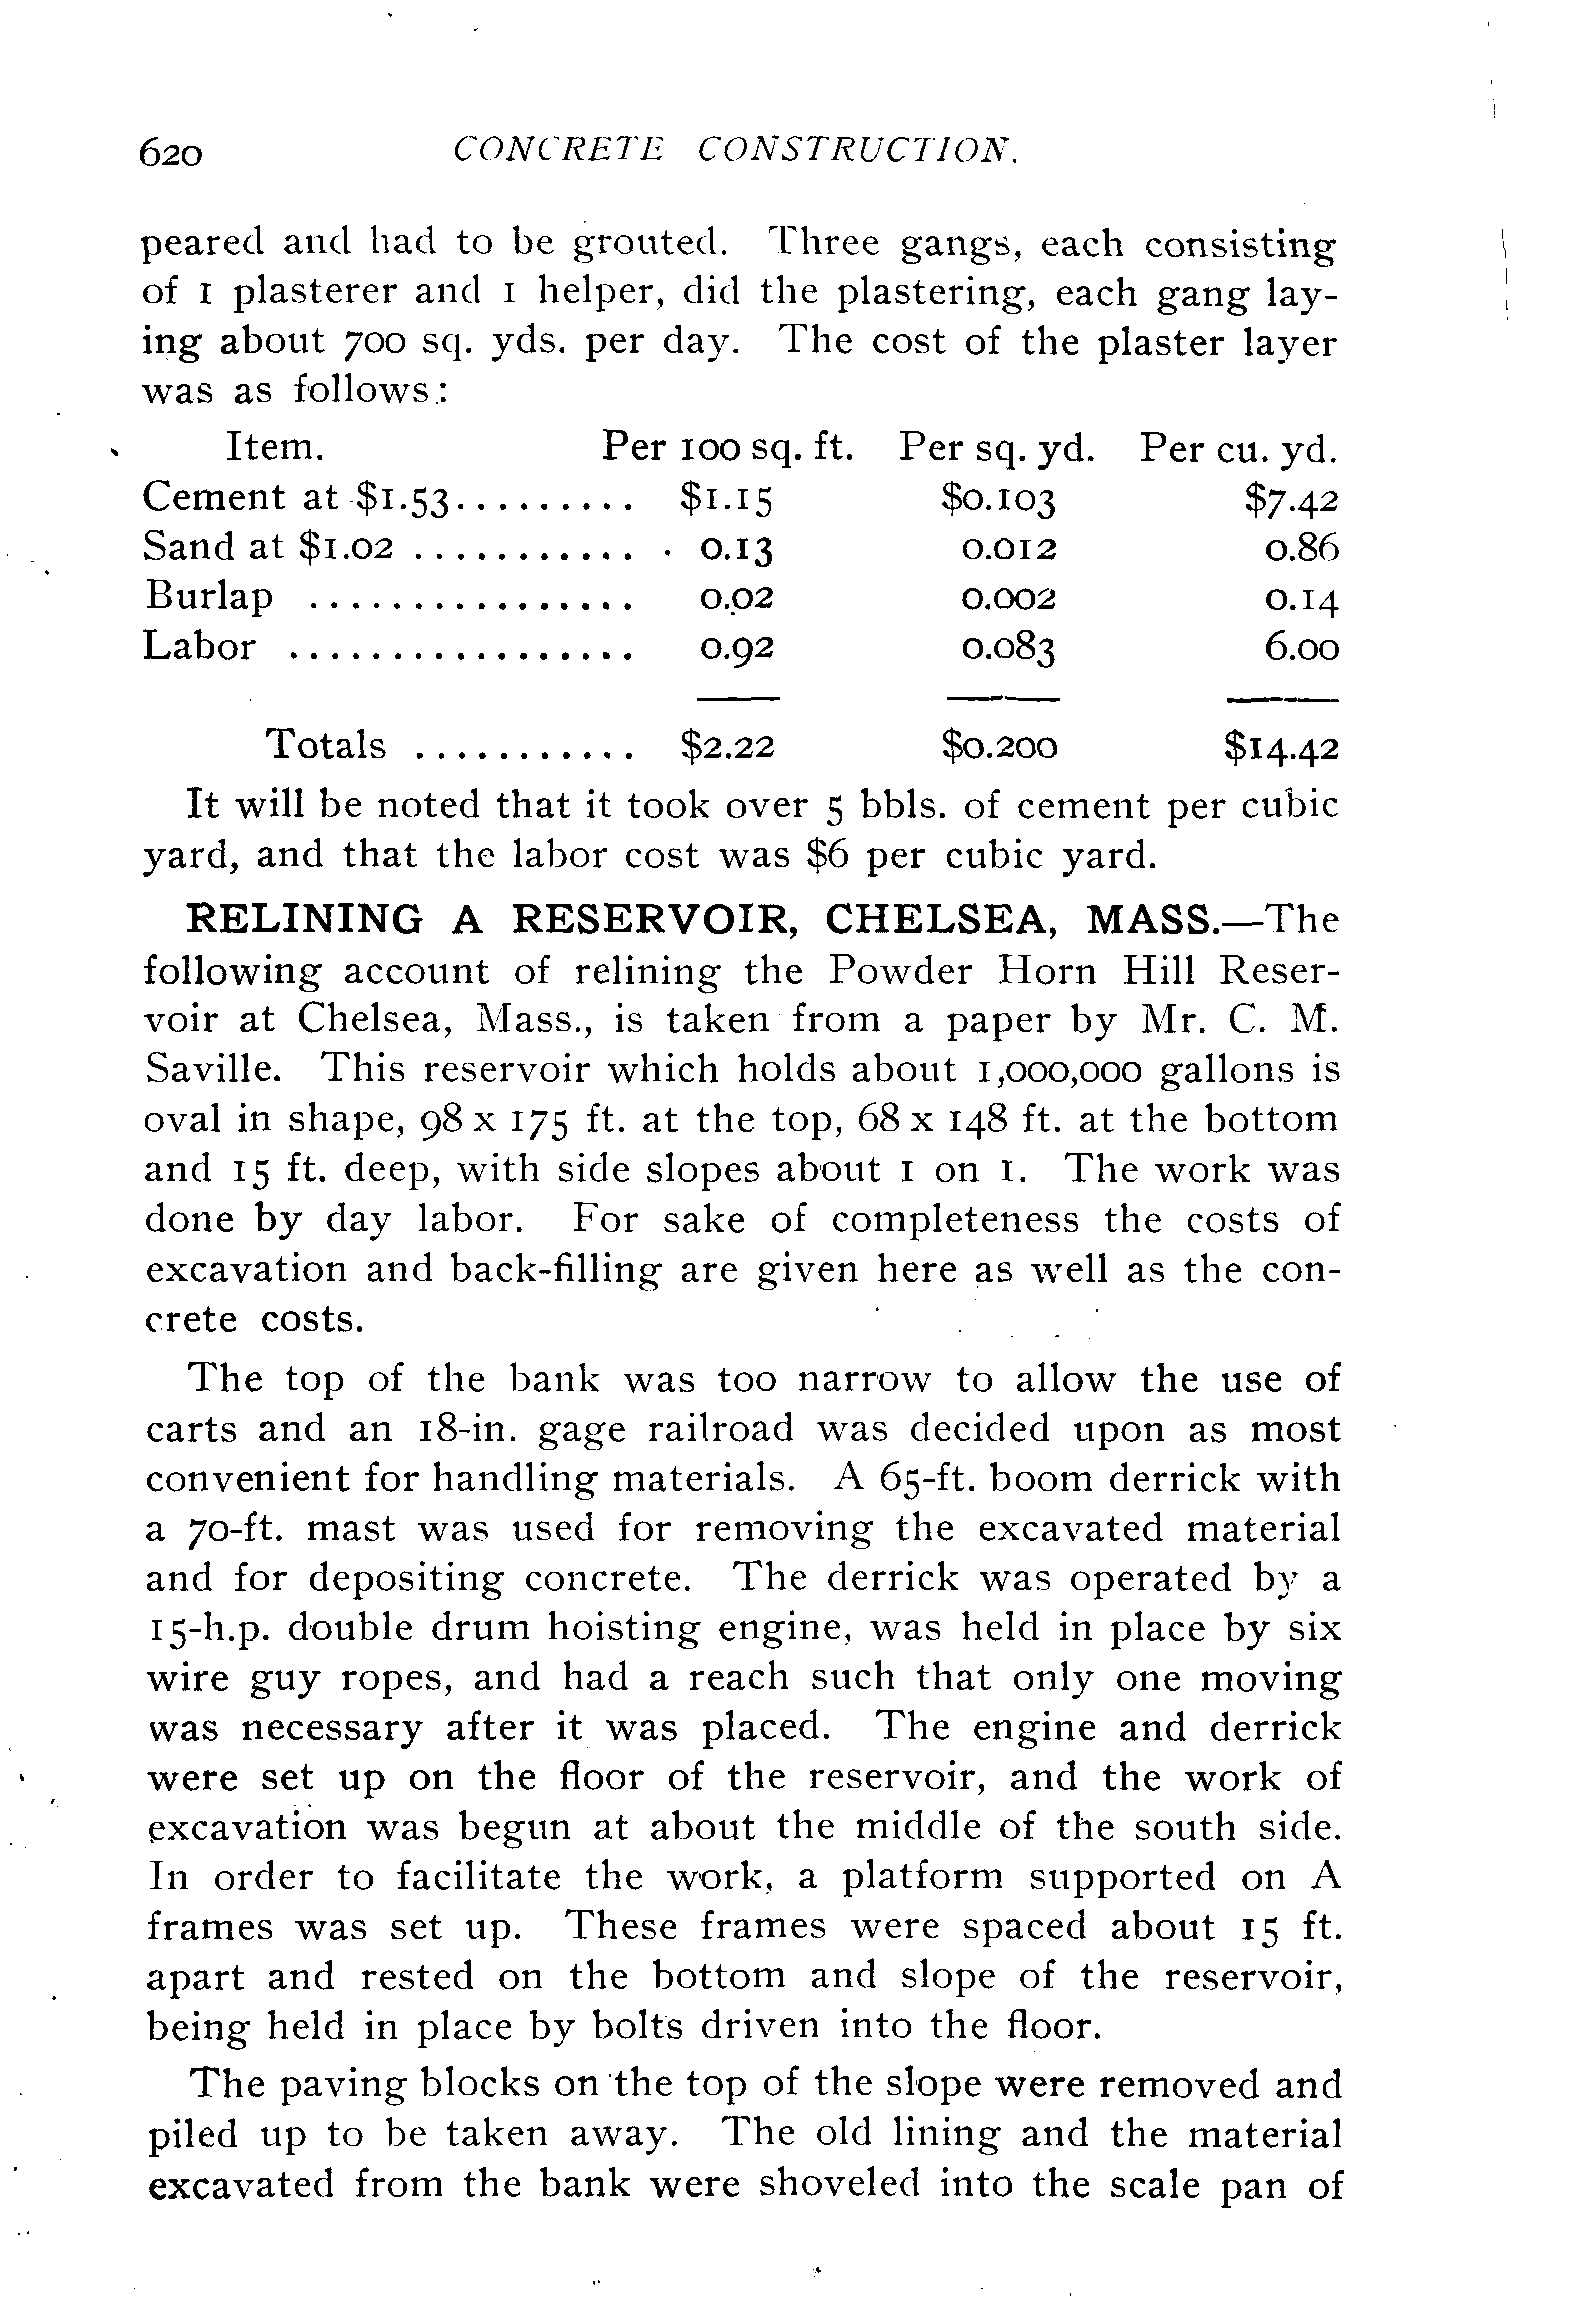 620 CONCRETE CONSTRUCTION.
peared and had to be grouted. Three gangs, each consisting
of 1 plasterer and 1 helper, did the plastering, each gang lay-
ing about 700 sq. yds. per day. The cost of the plaster layer
was as follows:
Item. Per 100 sq. ft. Per sq. yd. Per cu. yd.
Cement at $1.53......... $1.15 $0.103 $7.42
Sand at $1.02 ........... 0.13 0.012 0.86
Burlap ................ 0.02 0.002 0.14
Labor ................. 0.92 0.083 6.00
Totals ........... $2.22 $0.200 $14.42
It will be noted that it took over 5 bbls. of cement per cubic
yard, and that the labor cost was $6 per cubic yard.
RELINING A RESERVOIR, CHELSEA, MASS.—The
following account of relining the Powder Horn Hill Reser-
voir at Chelsea, Mass., is taken from a paper by Mr. C. M.
Saville. This reservoir which holds about 1,000,000 gallons is
oval in shape, 98 x 175 ft. at the top, 68 x 148 ft. at the bottom
and 15 ft. deep, with side slopes about 1 on 1. The work was
done by day labor. For sake of completeness the costs of
excavation and back-filling are given here as well as the con-
crete costs.
The top of the bank was too narrow to allow the use of
carts and an 18-in. gage railroad was decided upon as most
convenient for handling materials. A 65-ft. boom derrick with
a 70-ft. mast was used for removing the excavated material
and for depositing concrete. The derrick was operated by a
15-h.p. double drum hoisting engine, was held in place by six
wire guy ropes, and had a reach such that only one moving
was necessary after it was placed. The engine and derrick
were set up on the floor of the reservoir, and the work of
excavation was begun at about the middle of the south side.
In order to facilitate the work, a platform supported on A
frames was set up. These frames were spaced about 15 ft.
apart and rested on the bottom and slope of the reservoir,
being held in place by bolts driven into the floor.
The paving blocks on the top of the slope were removed and
piled up to be taken away. The old lining and the material
excavated from the bank were shoveled into the scale pan of